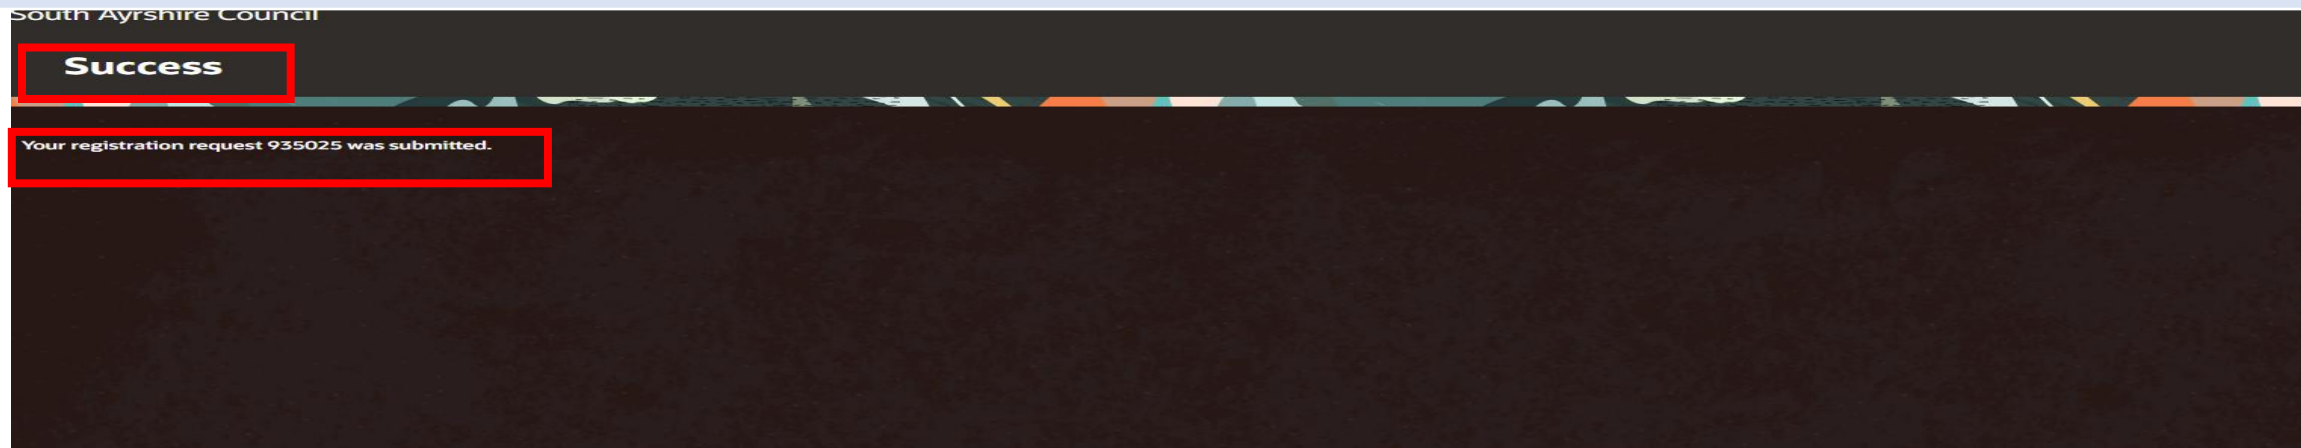 South Ayrshire Council
Success
Your registration request 935025 was submitted.